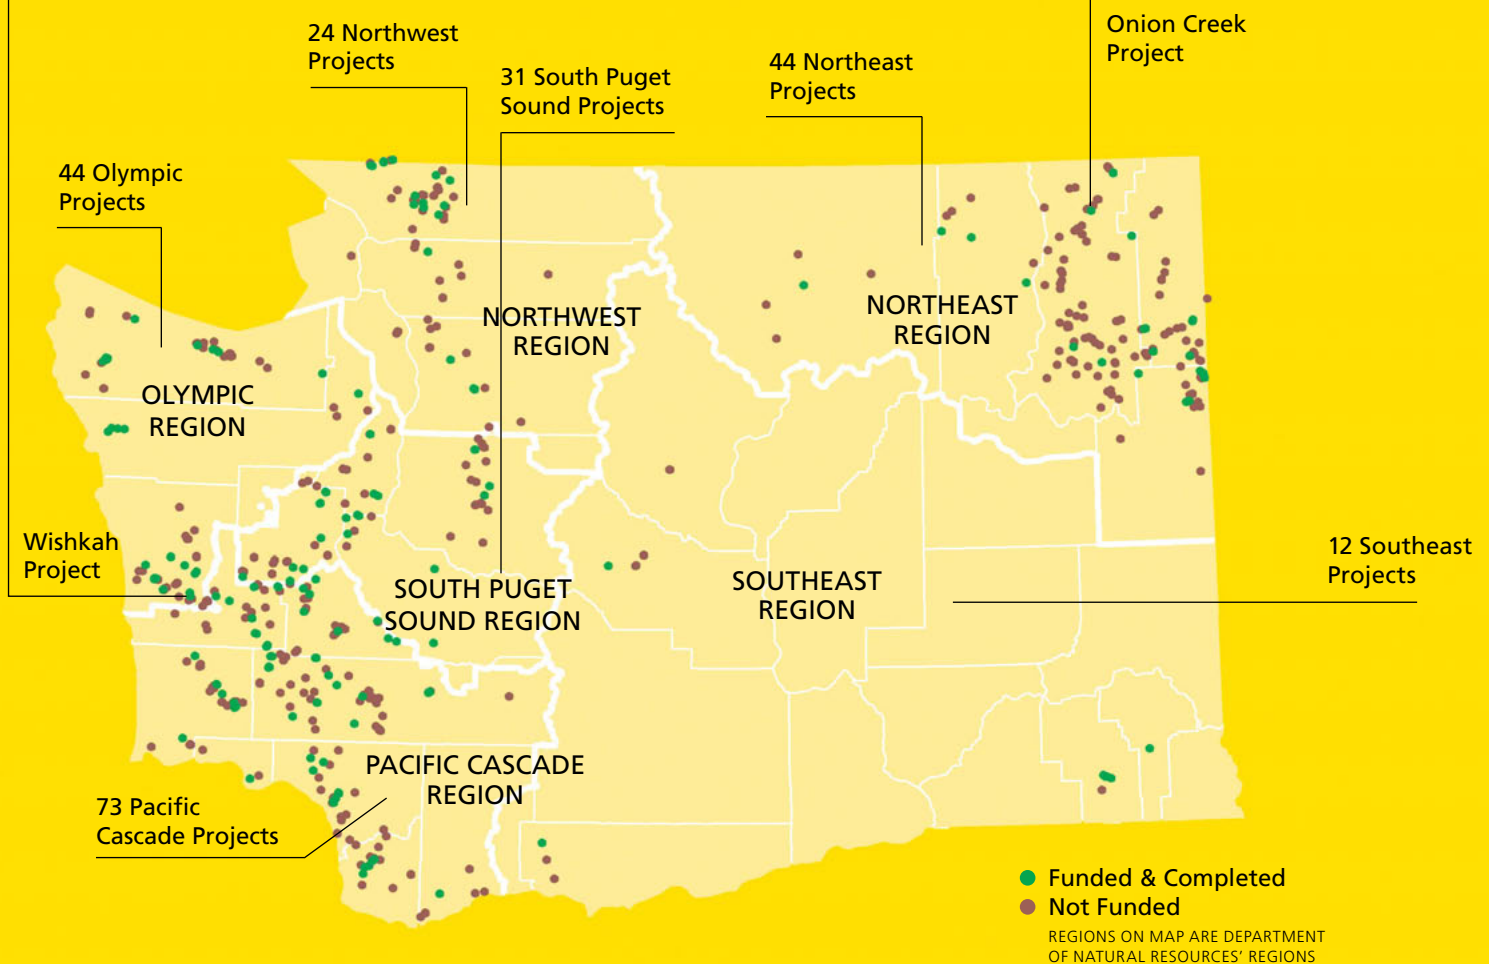 24 Northwest
Projects
31 South Puget
Sound Projects
44 Northeast
Projects
Onion Creek
Project
44 Olympic
Projects
NORTHWEST
REGION
NORTHEAST
REGION
OLYMPIC
REGION
Wishkah
Project
12 Southeast
Projects
SOUTH PUGET
SOUND REGION
SOUTHEAST
REGION
PACIFIC CASCADE
REGION
73 Pacific
Cascade Projects
Funded & Completed
Not Funded
REGIONS ON MAP ARE DEPARTMENT
OF NATURAL RESOURCES’ REGIONS